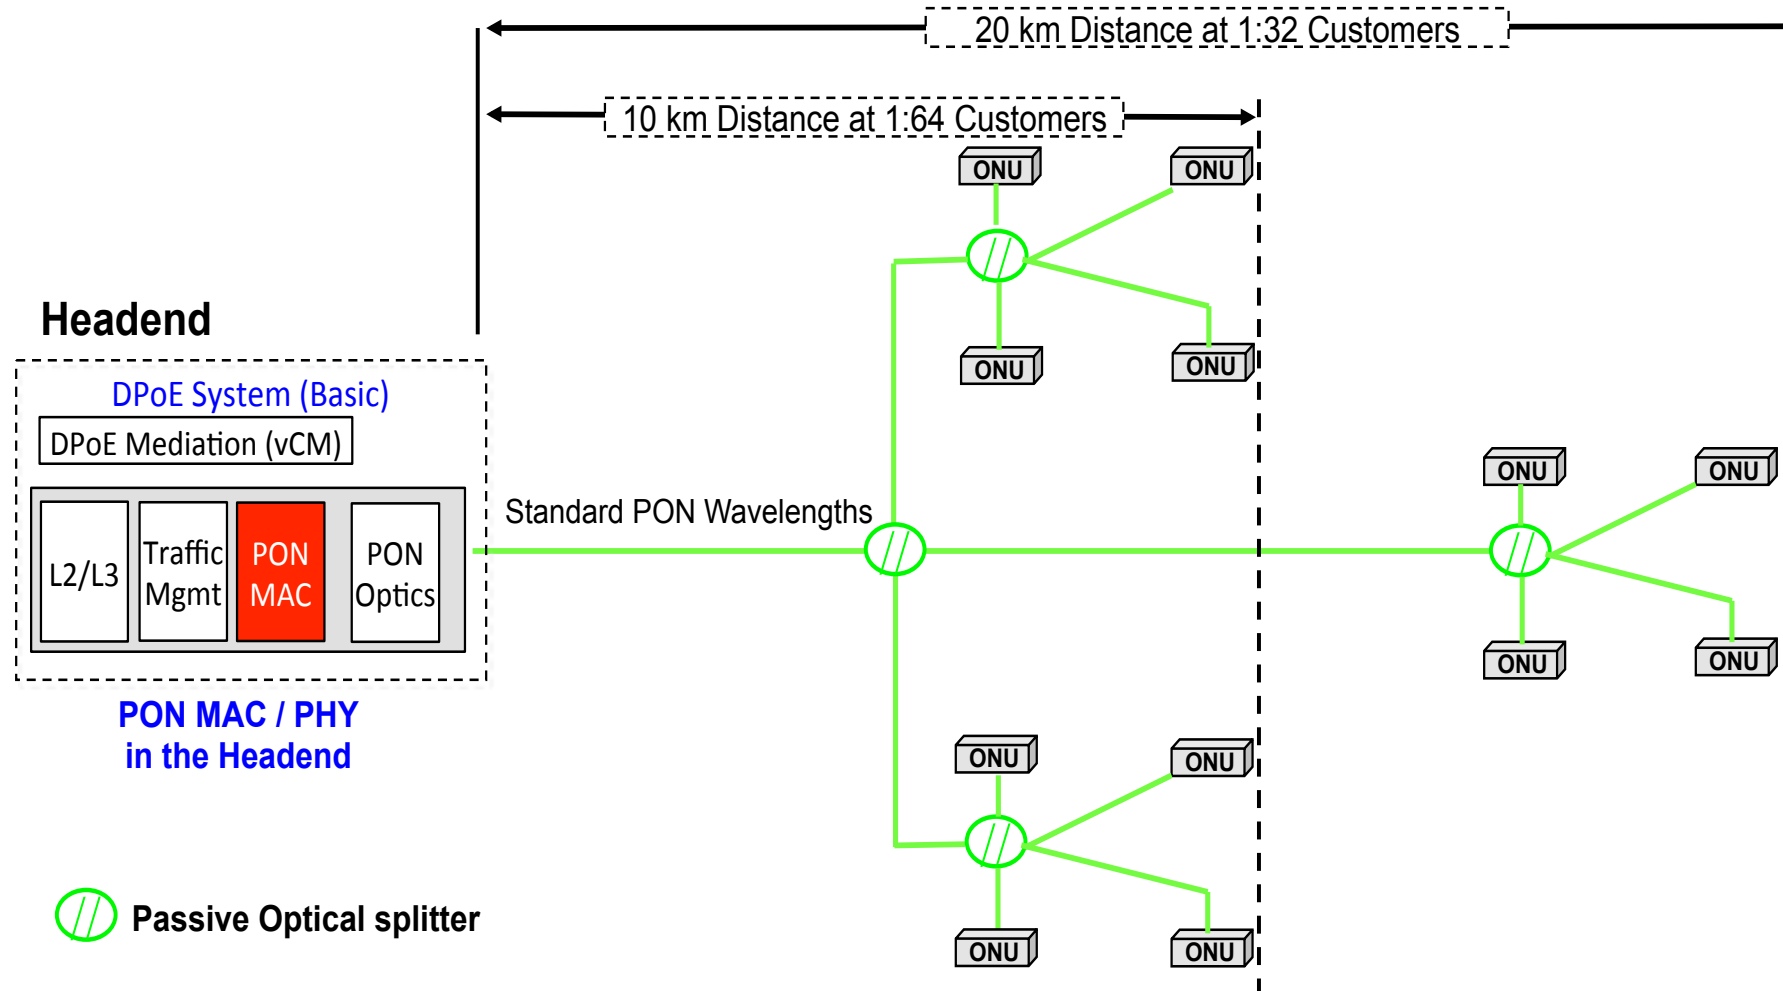 20 km Distance at 1:32 Customers
10 km Distance at 1:64 Customers
ONU
ONU
ONU
ONU
Headend
DPoE System (Basic)
DPoE Mediation (vCM)
L2/L3
Traffic
Mgmt
PON
MAC
PON
Optics
Standard PON Wavelengths
ONU
ONU
ONU
ONU
PON MAC / PHY
in the Headend
ONU
ONU
ONU
ONU
Passive Optical splitter